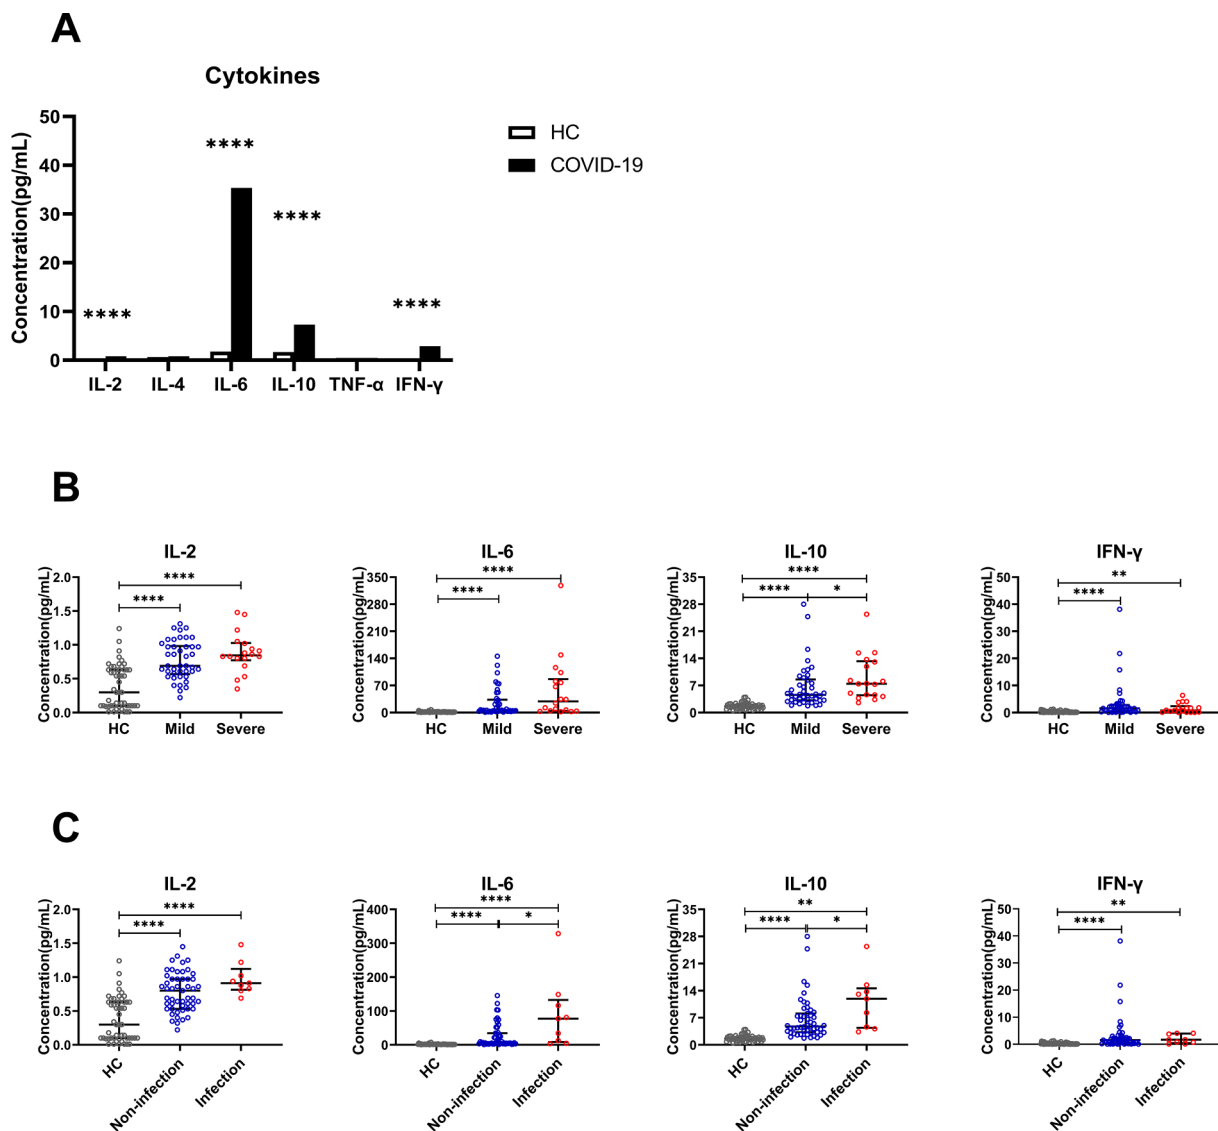 A
Cytokines
Concentration(pg/mL)
50
40
30
20
10
0
****
****
****
****
IL-2 IL-4 IL-6 IL-10 TNF-α IFN-γ
HC
COVID-19
B
IL-2
Concentration(pg/mL)
2.0
1.5
1.0
0.5
0.0
****
****
HC Mild Severe
IL-6
Concentration(pg/mL)
350
280
210
140
70
0
****
****
HC Mild Severe
IL-10
Concentration(pg/mL)
35
28
21
14
7
0
****
**** *
HC Mild Severe
IFN-γ
Concentration(pg/mL)
50
40
30
20
10
0
**
****
HC Mild Severe
C
IL-2
Concentration(pg/mL)
2.0
1.5
1.0
0.5
0.0
****
****
HC Non-infection Infection
IL-6
Concentration(pg/mL)
400
300
200
100
0
****
**** *
HC Non-infection Infection
IL-10
Concentration(pg/mL)
35
28
21
14
7
0
**
**** *
HC Non-infection Infection
IFN-γ
Concentration(pg/mL)
50
40
30
20
10
0
**
****
HC Non-infection Infection